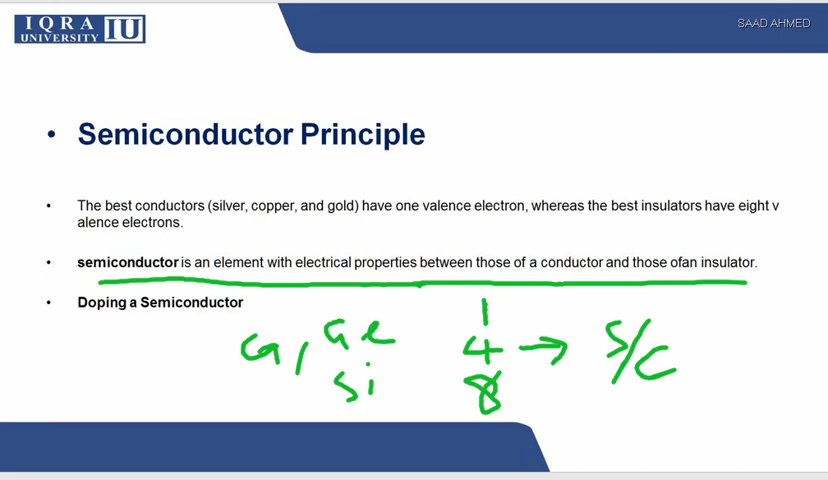 SAAD AHMED
IQRA
UNIVERSITY IU
• Semiconductor Principle
• The best conductors (silver, copper, and gold) have one valence electron, whereas the best insulators have eight v
alence electrons.
• semiconductor is an element with electrical properties between those of a conductor and those ofan insulator.
• Doping a Semiconductor
1
G, Ge 4 → S/C
Si 8